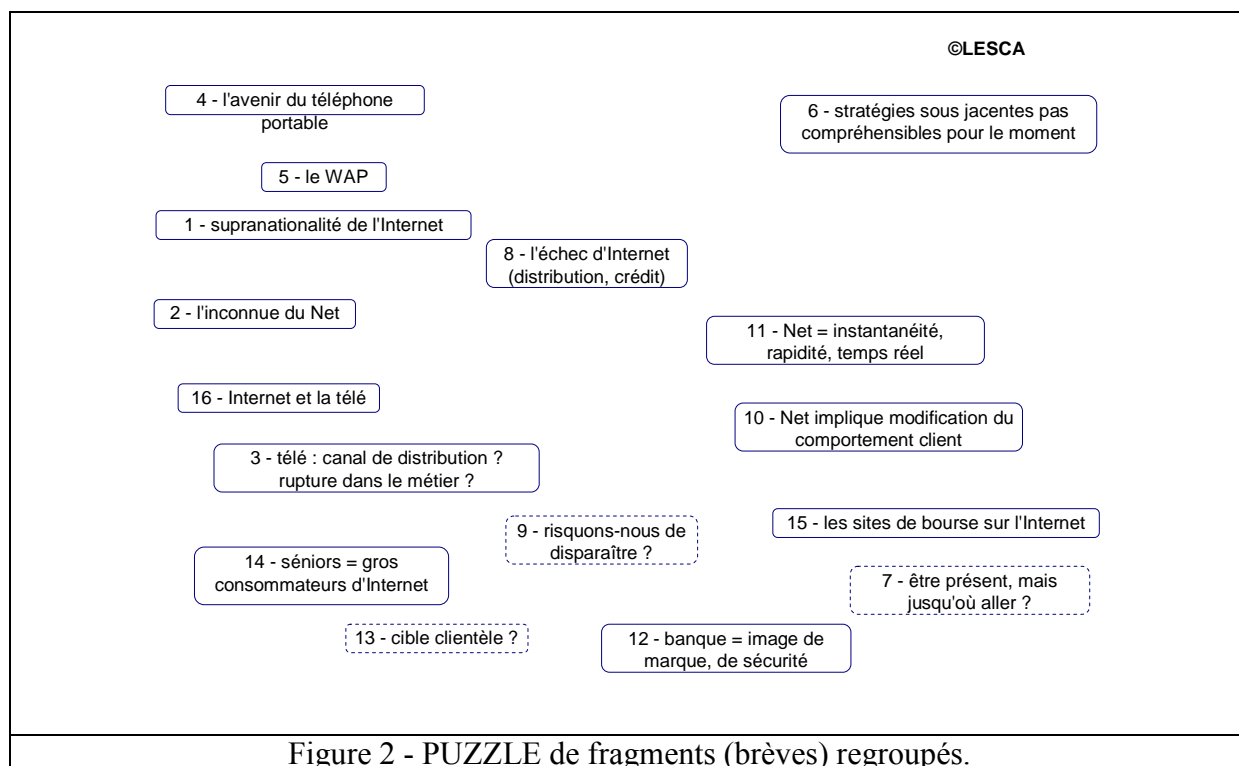 ©LESCA
4 - l'avenir du téléphone
portable
6 - stratégies sous jacentes pas
compréhensibles pour le moment
5 - le WAP
1 - supranationalité de l'Internet
8 - l'échec d'Internet
(distribution, crédit)
2 - l'inconnue du Net
11 - Net = instantanéité,
rapidité, temps réel
16 - Internet et la télé
10 - Net implique modification du
comportement client
3 - télé : canal de distribution ?
rupture dans le métier ?
9 - risquons-nous de
disparaître ?
15 - les sites de bourse sur l'Internet
14 - séniors = gros
consommateurs d'Internet
7 - être présent, mais
jusqu'où aller ?
13 - cible clientèle ?
12 - banque = image de
marque, de sécurité
Figure 2 - PUZZLE de fragments (brèves) regroupés.